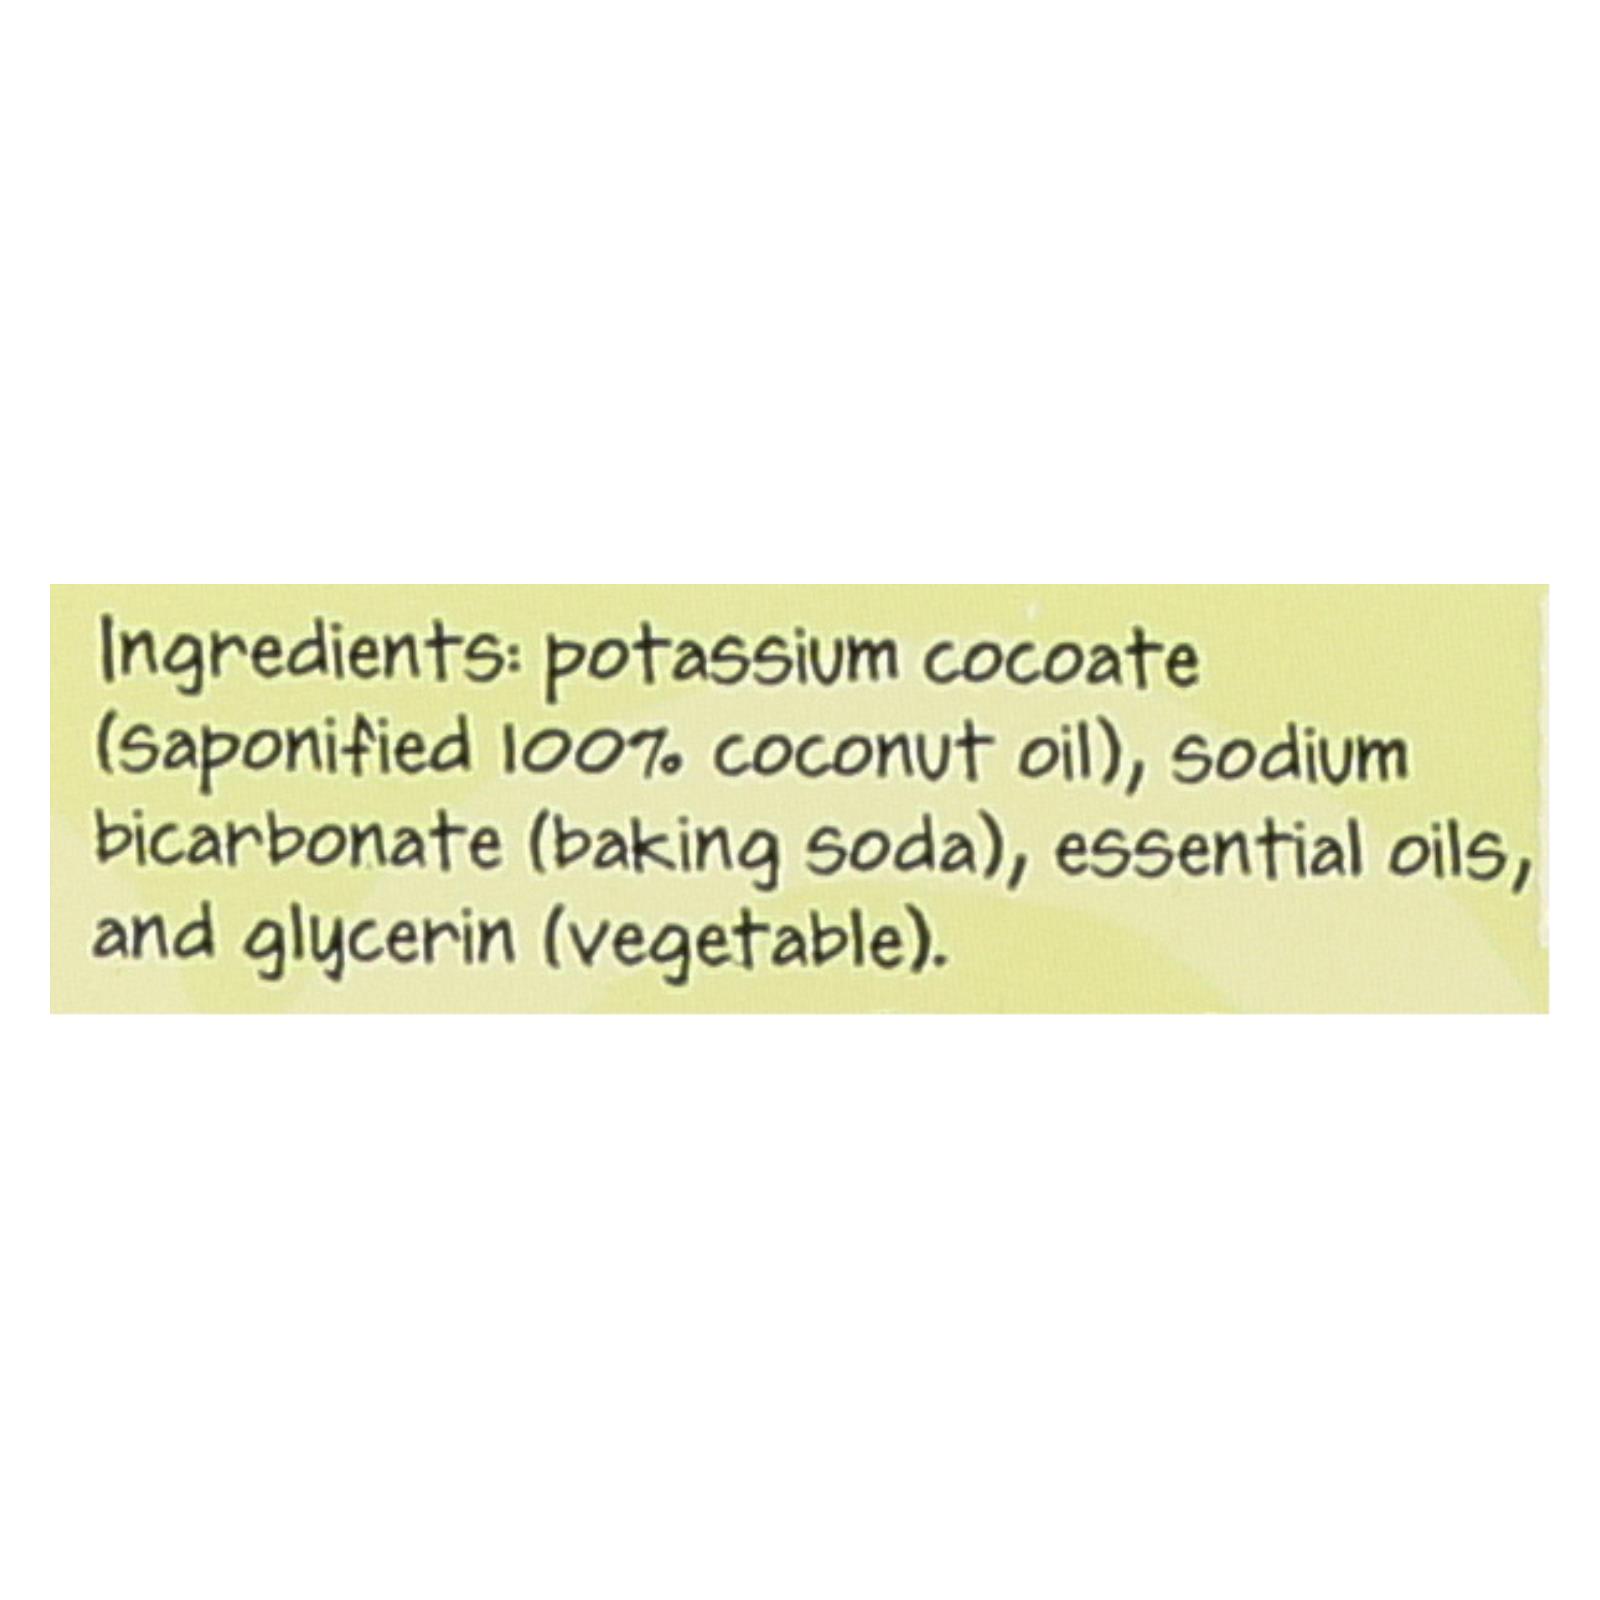 Ingredients: potassium cocoate
(saponified 100% coconut oil), sodium
bicarbonate (baking soda), essential oils,
and glycerin (vegetable).